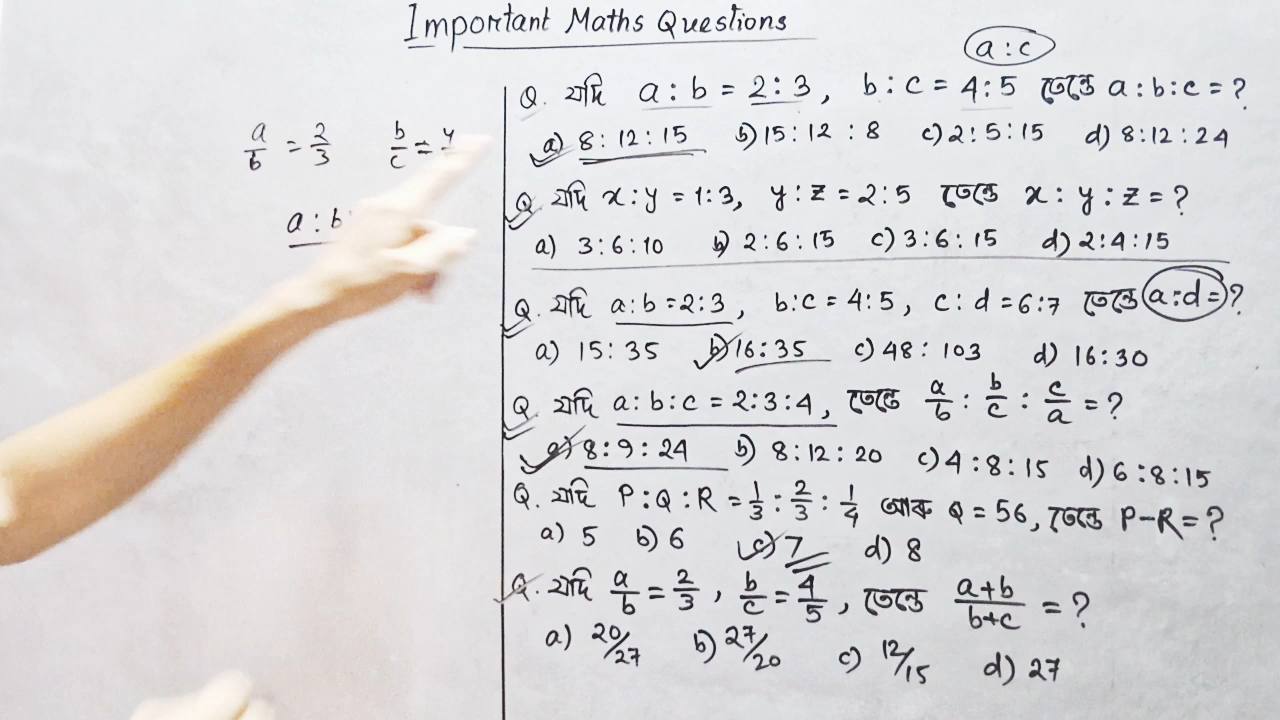 Important Maths Questions
a:c
Q. যদি a:b = 2:3, b:c = 4:5 তেন্তে a:b:c = ?
a) 8:12:15 b) 15:12:8 c) 2:5:15 d) 8:12:24
Q. যদি x:y = 1:3, y:z = 2:5 তেন্তে x:y:z = ?
a) 3:6:10 b) 2:6:15 c) 3:6:15 d) 2:4:15
Q. যদি a:b = 2:3, b:c = 4:5, c:d = 6:7 তেন্তে a:d = ?
a) 15:35 b) 16:35 c) 48:103 d) 16:30
Q. যদি a:b:c = 2:3:4, তেন্তে a/b : b/c : c/a = ?
a) 8:9:24 b) 8:12:20 c) 4:8:15 d) 6:8:15
Q. যদি P:Q:R = 1/3 : 2/3 : 1/4 আৰু Q = 56, তেন্তে P-R = ?
a) 5 b) 6 c) 7 d) 8
Q. যদি a/b = 2/3, b/c = 4/5, তেন্তে a+b/b+c = ?
a) 20/27 b) 27/20 c) 12/15 d) 27
a/b = 2/3 b/c = 4
a:b: